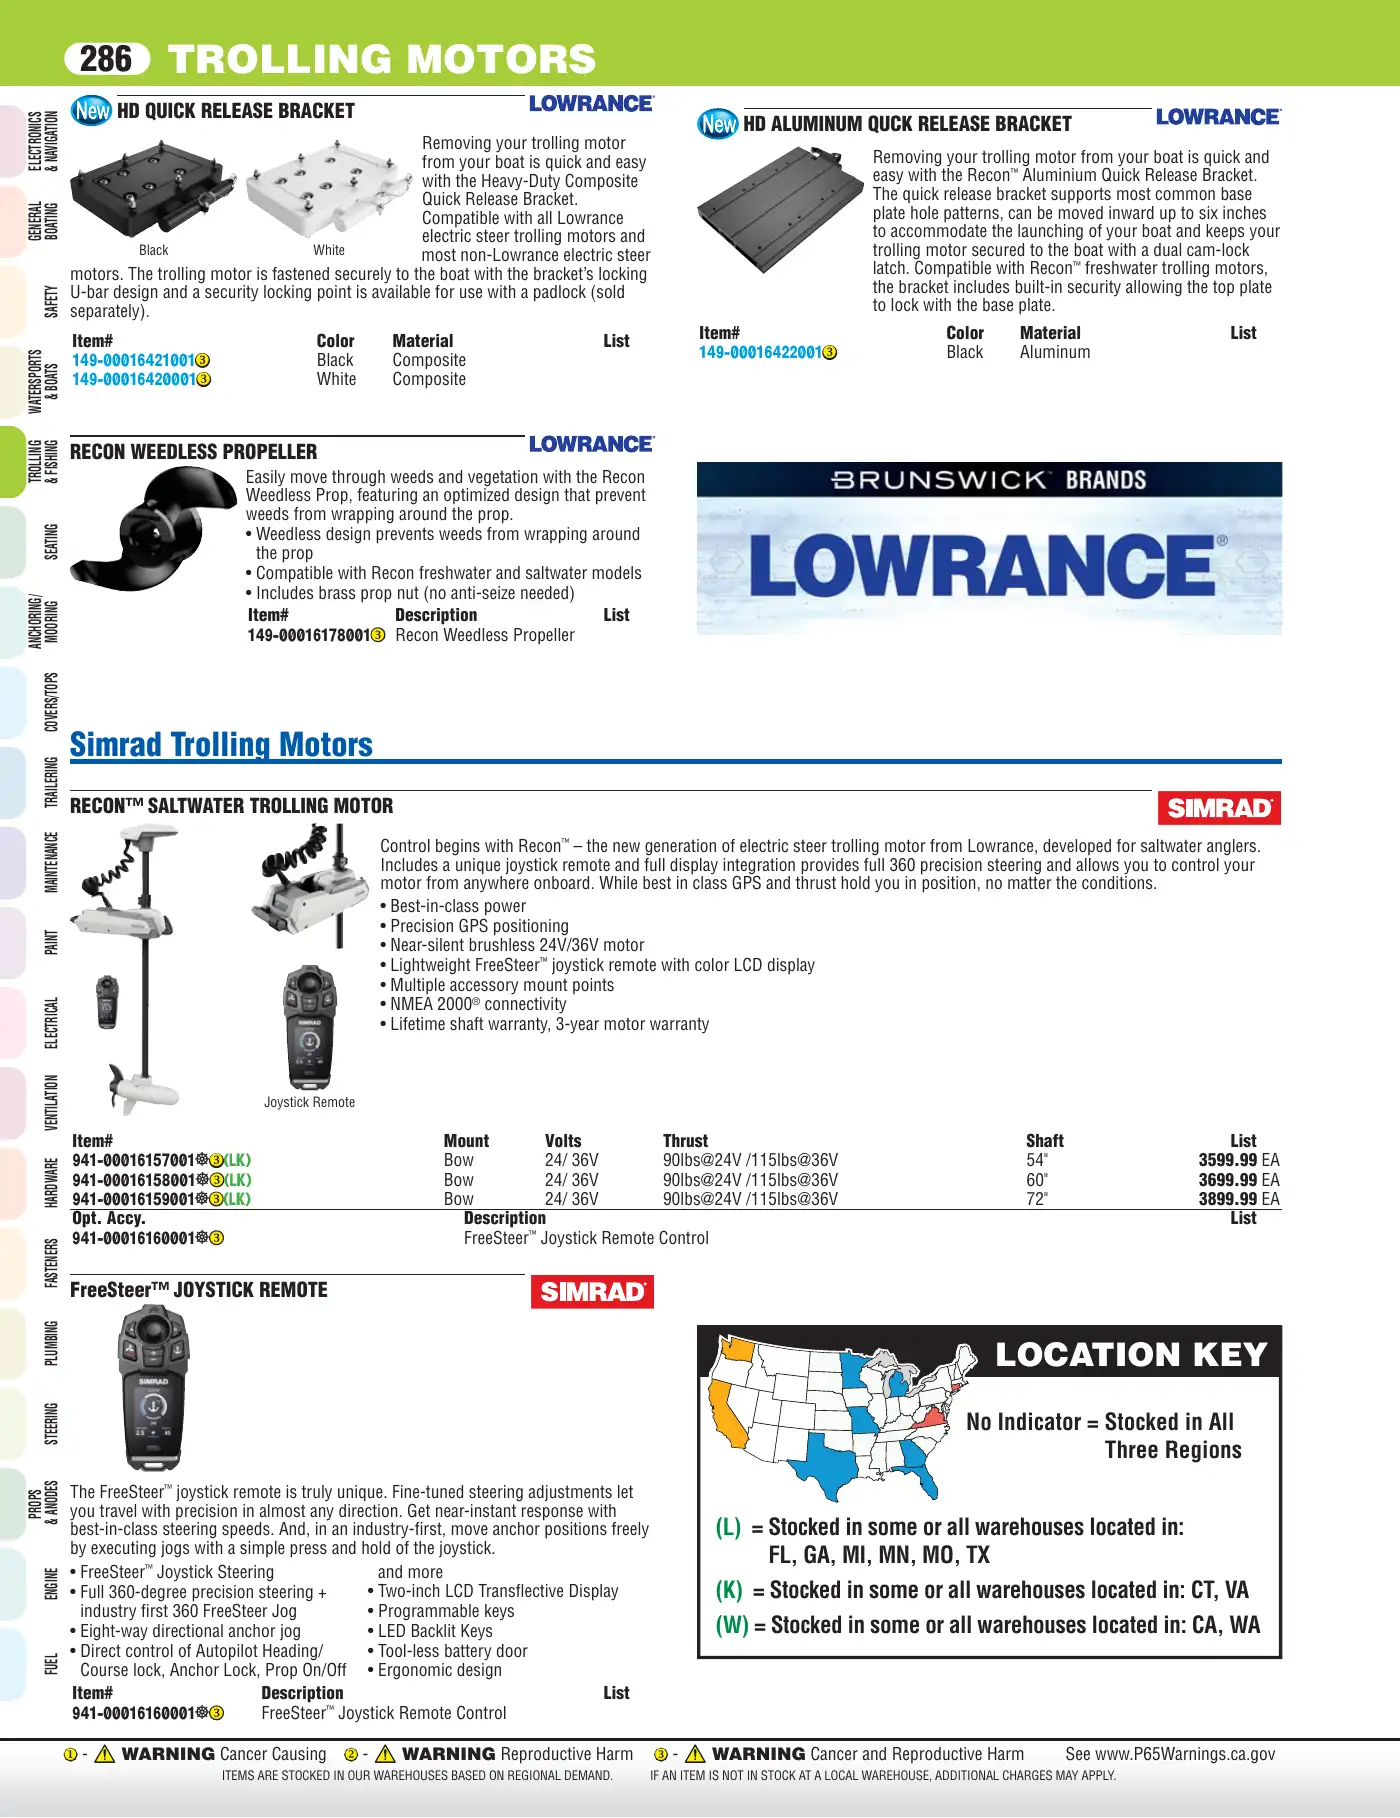 286 TROLLING MOTORS
ELECTRONICS
& NAVIGATION
GENERAL
BOATING
SAFETY
WATERSPORTS
& BOATS
TROLLING
& FISHING
SEATING
ANCHORING/
MOORING
COVERS/TOPS
TRAILERING
MAINTENANCE
PAINT
ELECTRICAL
VENTILATION
HARDWARE
FASTENERS
PLUMBING
STEERING
PROPS
& ANODES
ENGINE
FUEL
New HD QUICK RELEASE BRACKET LOWRANCE
Removing your trolling motor
from your boat is quick and easy
with the Heavy-Duty Composite
Quick Release Bracket.
Compatible with all Lowrance
electric steer trolling motors and
most non-Lowrance electric steer
Black White
motors. The trolling motor is fastened securely to the boat with the bracket's locking
U-bar design and a security locking point is available for use with a padlock (sold
separately).
Item# Color Material List
149-00016421001 3 Black Composite
149-00016420001 3 White Composite
New HD ALUMINUM QUCK RELEASE BRACKET LOWRANCE
Removing your trolling motor from your boat is quick and
easy with the Recon™ Aluminium Quick Release Bracket.
The quick release bracket supports most common base
plate hole patterns, can be moved inward up to six inches
to accommodate the launching of your boat and keeps your
trolling motor secured to the boat with a dual cam-lock
latch. Compatible with Recon™ freshwater trolling motors,
the bracket includes built-in security allowing the top plate
to lock with the base plate.
Item# Color Material List
149-00016422001 3 Black Aluminum
RECON WEEDLESS PROPELLER LOWRANCE
Easily move through weeds and vegetation with the Recon
Weedless Prop, featuring an optimized design that prevent
weeds from wrapping around the prop.
• Weedless design prevents weeds from wrapping around
the prop
• Compatible with Recon freshwater and saltwater models
• Includes brass prop nut (no anti-seize needed)
Item# Description List
149-00016178001 3 Recon Weedless Propeller
BRUNSWICK™ BRANDS
LOWRANCE®
Simrad Trolling Motors
RECON™ SALTWATER TROLLING MOTOR SIMRAD
Control begins with Recon™ – the new generation of electric steer trolling motor from Lowrance, developed for saltwater anglers.
Includes a unique joystick remote and full display integration provides full 360 precision steering and allows you to control your
motor from anywhere onboard. While best in class GPS and thrust hold you in position, no matter the conditions.
• Best-in-class power
• Precision GPS positioning
• Near-silent brushless 24V/36V motor
• Lightweight FreeSteer™ joystick remote with color LCD display
• Multiple accessory mount points
• NMEA 2000® connectivity
• Lifetime shaft warranty, 3-year motor warranty
SIMRAD
Joystick Remote
Item# Mount Volts Thrust Shaft List
941-00016157001 3 (LK) Bow 24/ 36V 90lbs@24V /115lbs@36V 54" 3599.99 EA
941-00016158001 3 (LK) Bow 24/ 36V 90lbs@24V /115lbs@36V 60" 3699.99 EA
941-00016159001 3 (LK) Bow 24/ 36V 90lbs@24V /115lbs@36V 72" 3899.99 EA
Opt. Accy. Description List
941-00016160001 3 FreeSteer™ Joystick Remote Control
FreeSteer™ JOYSTICK REMOTE SIMRAD
SIMRAD
The FreeSteer™ joystick remote is truly unique. Fine-tuned steering adjustments let
you travel with precision in almost any direction. Get near-instant response with
best-in-class steering speeds. And, in an industry-first, move anchor positions freely
by executing jogs with a simple press and hold of the joystick.
• FreeSteer™ Joystick Steering
• Full 360-degree precision steering +
industry first 360 FreeSteer Jog
• Eight-way directional anchor jog
• Direct control of Autopilot Heading/
Course lock, Anchor Lock, Prop On/Off
and more
• Two-inch LCD Transflective Display
• Programmable keys
• LED Backlit Keys
• Tool-less battery door
• Ergonomic design
Item# Description List
941-00016160001 3 FreeSteer™ Joystick Remote Control
LOCATION KEY
No Indicator = Stocked in All
Three Regions
(L) = Stocked in some or all warehouses located in:
FL, GA, MI, MN, MO, TX
(K) = Stocked in some or all warehouses located in: CT, VA
(W) = Stocked in some or all warehouses located in: CA, WA
1 - WARNING Cancer Causing 2 - WARNING Reproductive Harm 3 - WARNING Cancer and Reproductive Harm See www.P65Warnings.ca.gov
ITEMS ARE STOCKED IN OUR WAREHOUSES BASED ON REGIONAL DEMAND. IF AN ITEM IS NOT IN STOCK AT A LOCAL WAREHOUSE, ADDITIONAL CHARGES MAY APPLY.